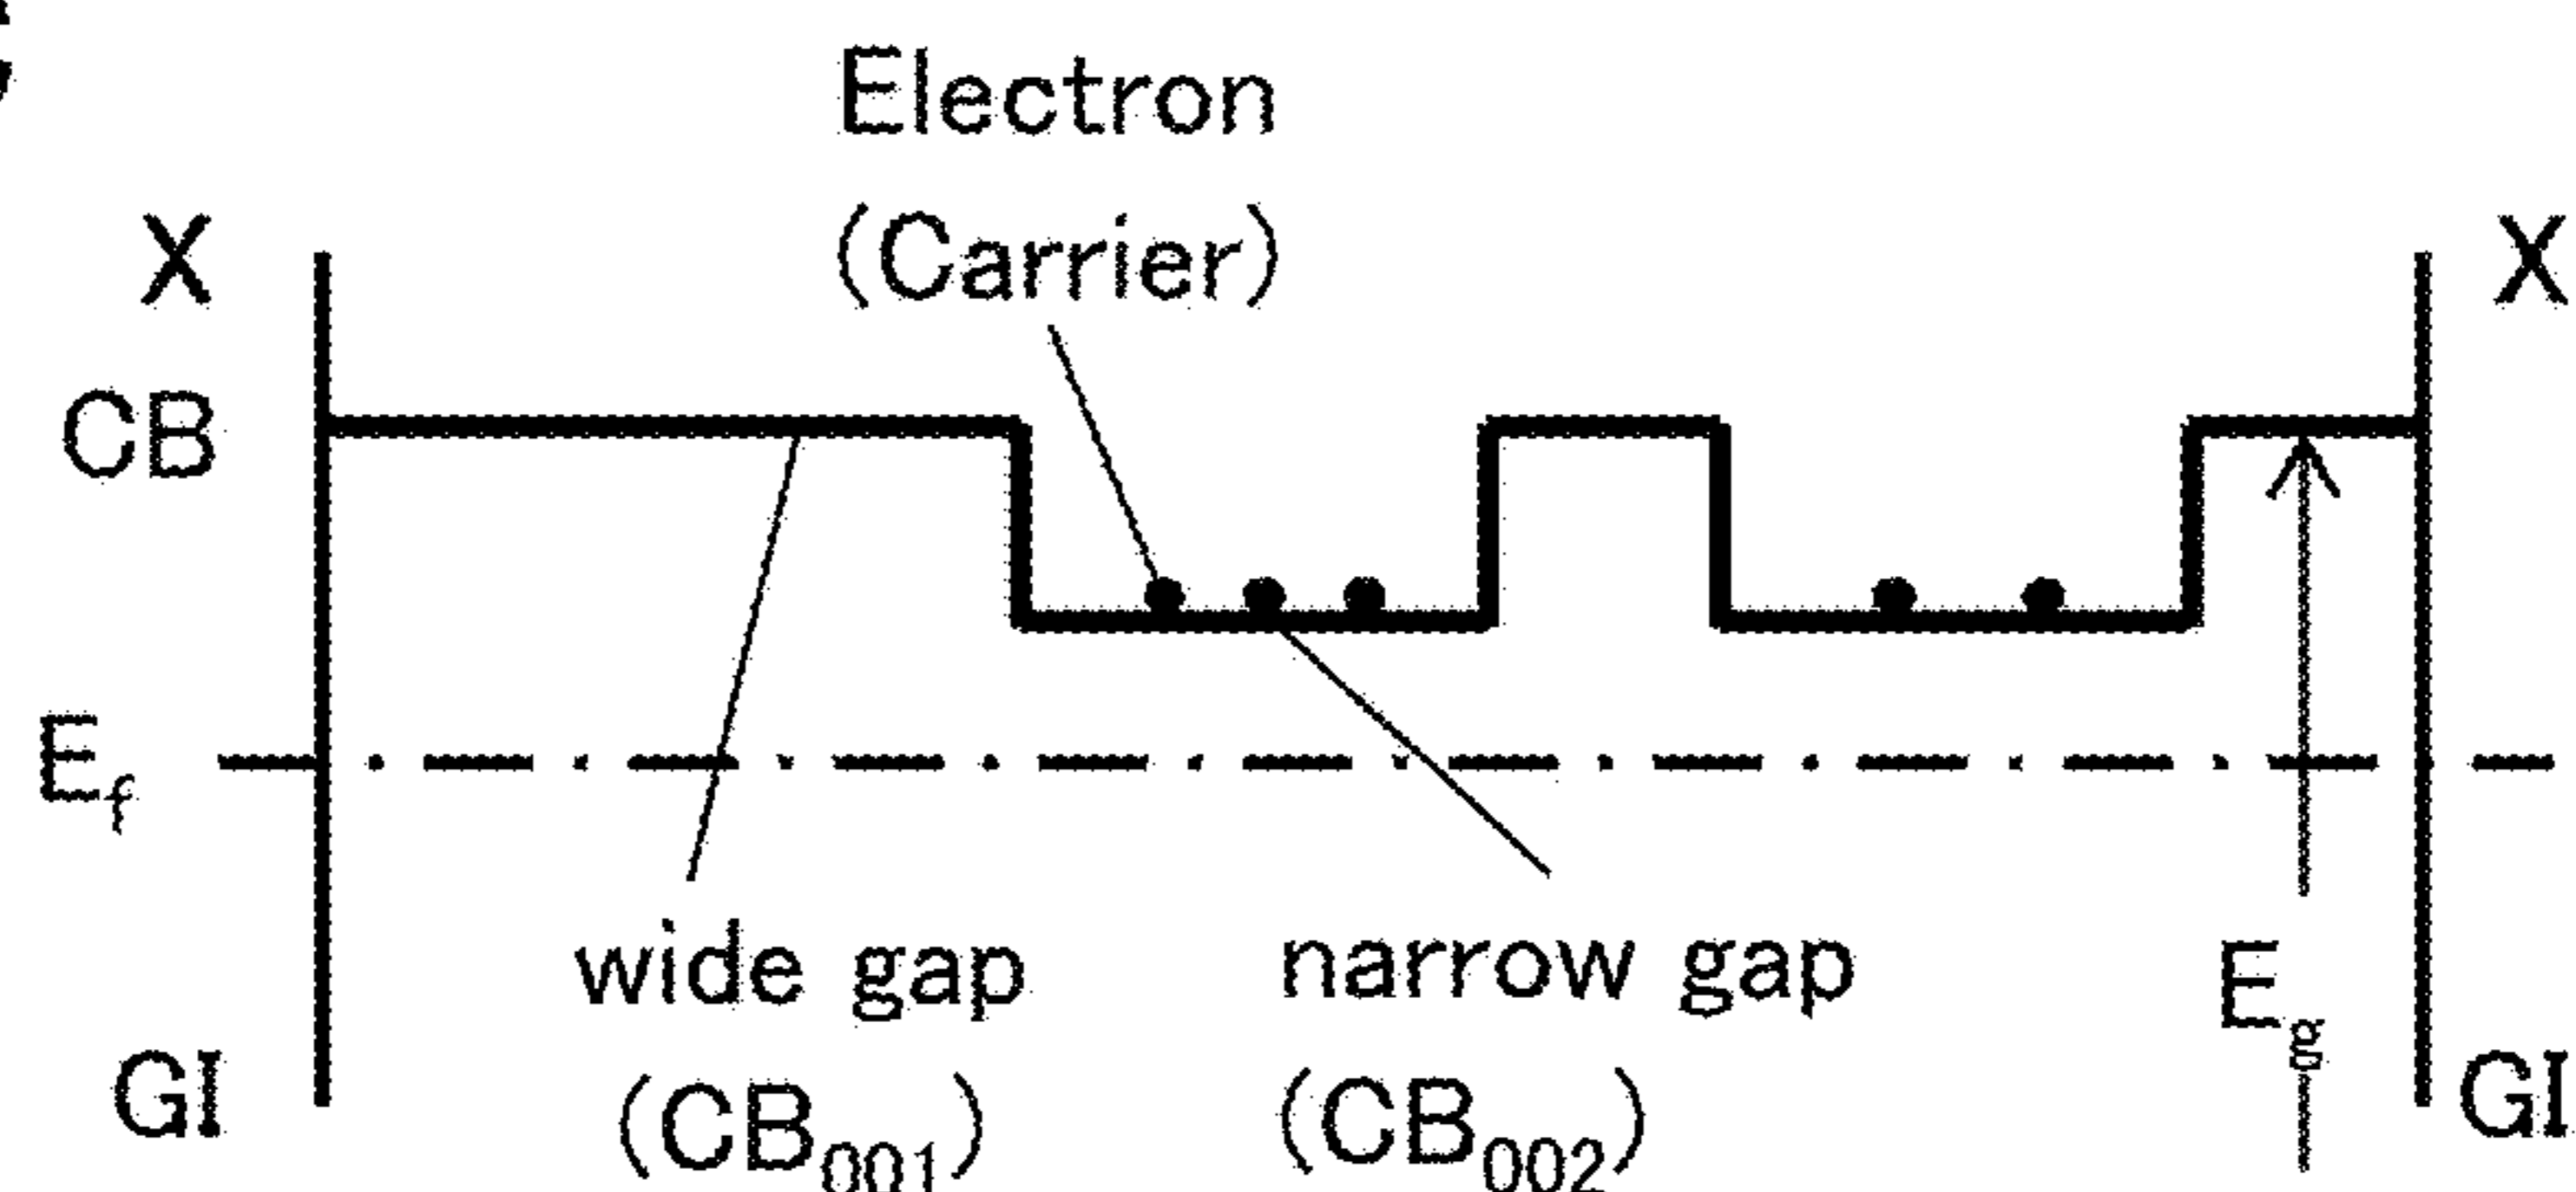 Electron
(Carrier)
X
X
CB
Ef
wide gap
(CB001)
narrow gap
(CB002)
Eg
GI
GI